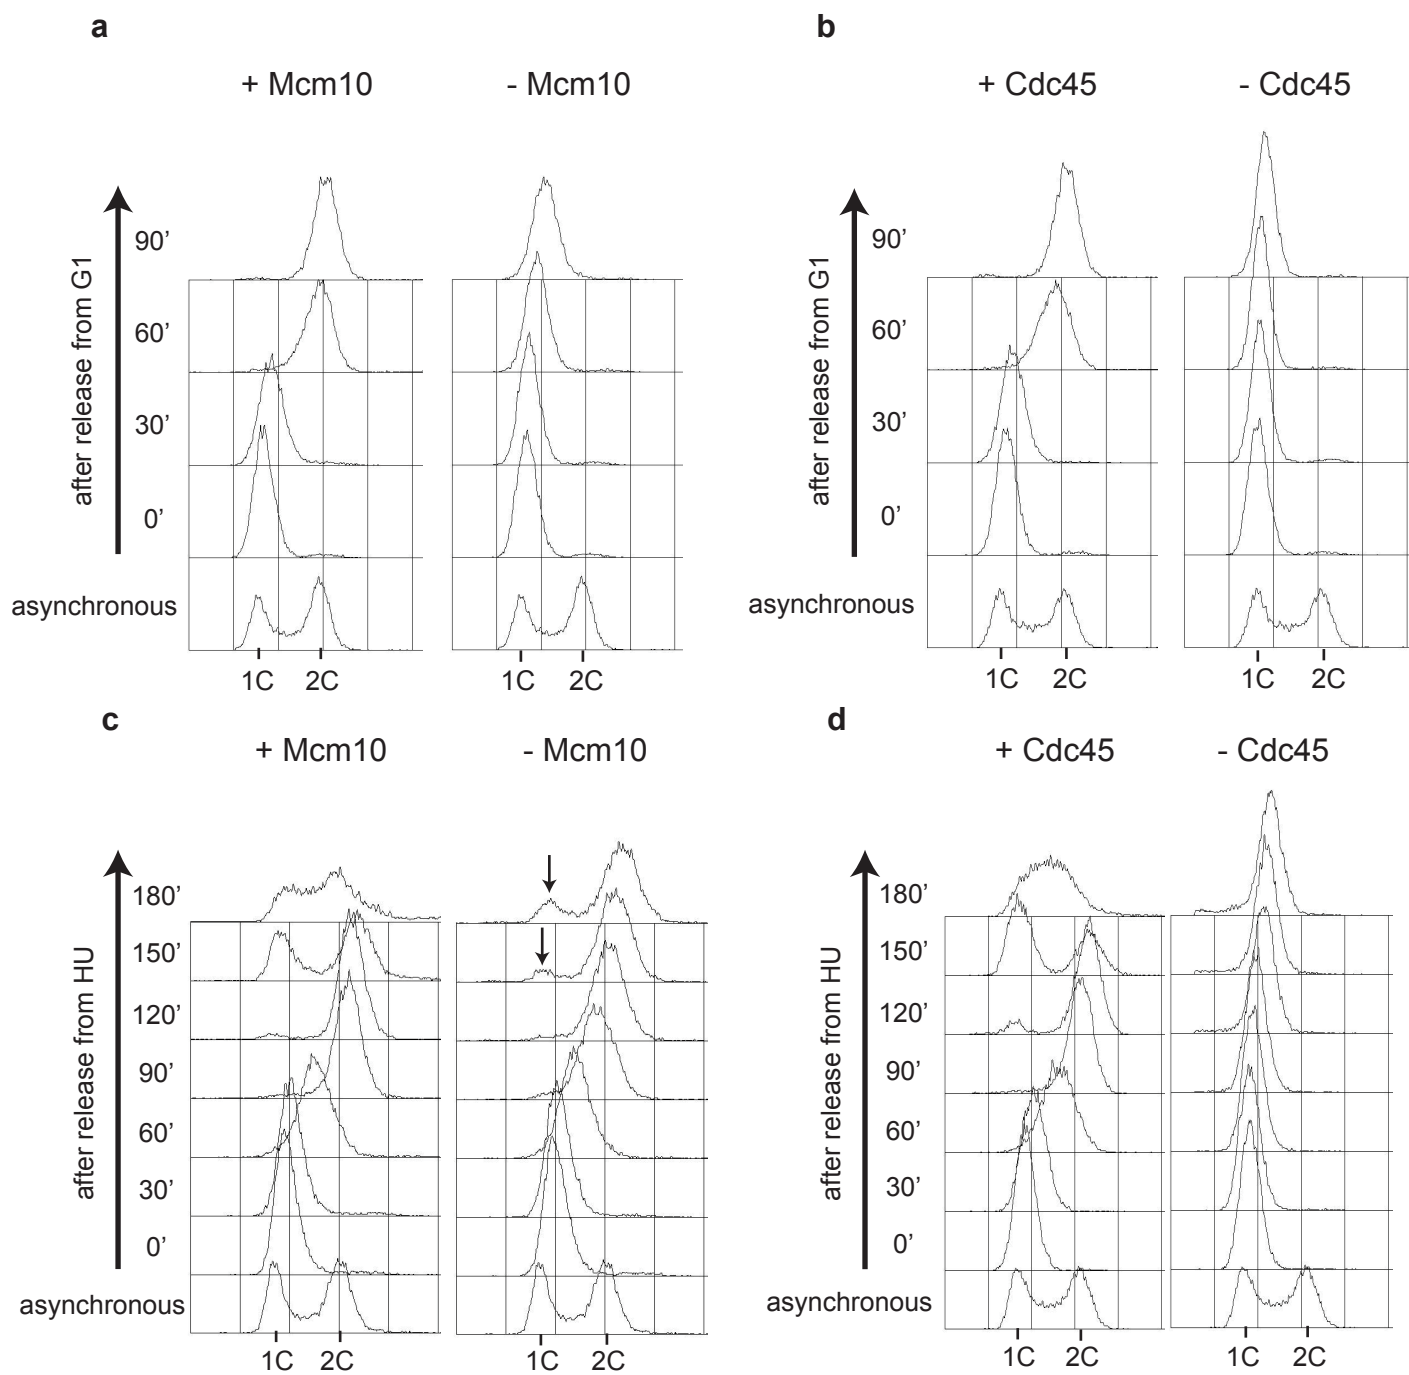 a
+ Mcm10
- Mcm10
after release from G1
90’
60’
30’
0’
asynchronous
1C
2C
1C
2C
b
+ Cdc45
- Cdc45
after release from G1
90’
60’
30’
0’
asynchronous
1C
2C
1C
2C
c
+ Mcm10
- Mcm10
after release from HU
180’
150’
120’
90’
60’
30’
0’
asynchronous
1C
2C
1C
2C
d
+ Cdc45
- Cdc45
after release from HU
180’
150’
120’
90’
60’
30’
0’
asynchronous
1C
2C
1C
2C